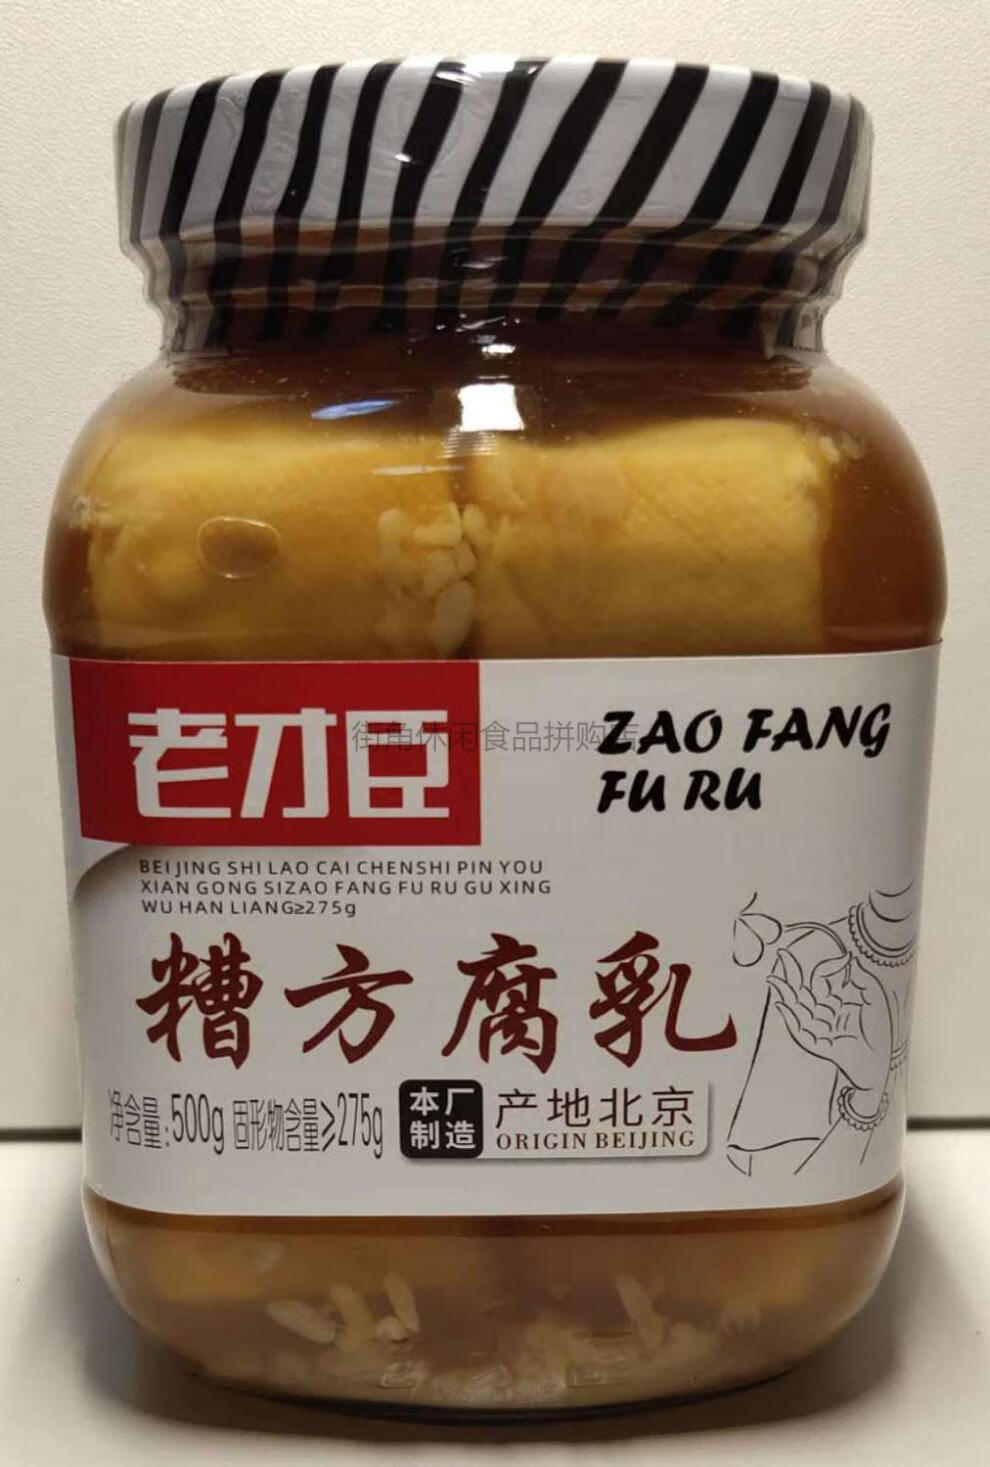 老才臣
街角休闲食品拼购店
ZAO FANG
FU RU
BEI JING SHI LAO CAI CHENSHI PIN YOU
XIAN GONG SIZAO FANG FU RU GU XING
WU HAN LIANG≥275g
糟方腐乳
净含量:500g 固形物含量≥275g
本厂
制造
产地北京
ORIGIN BEIJING